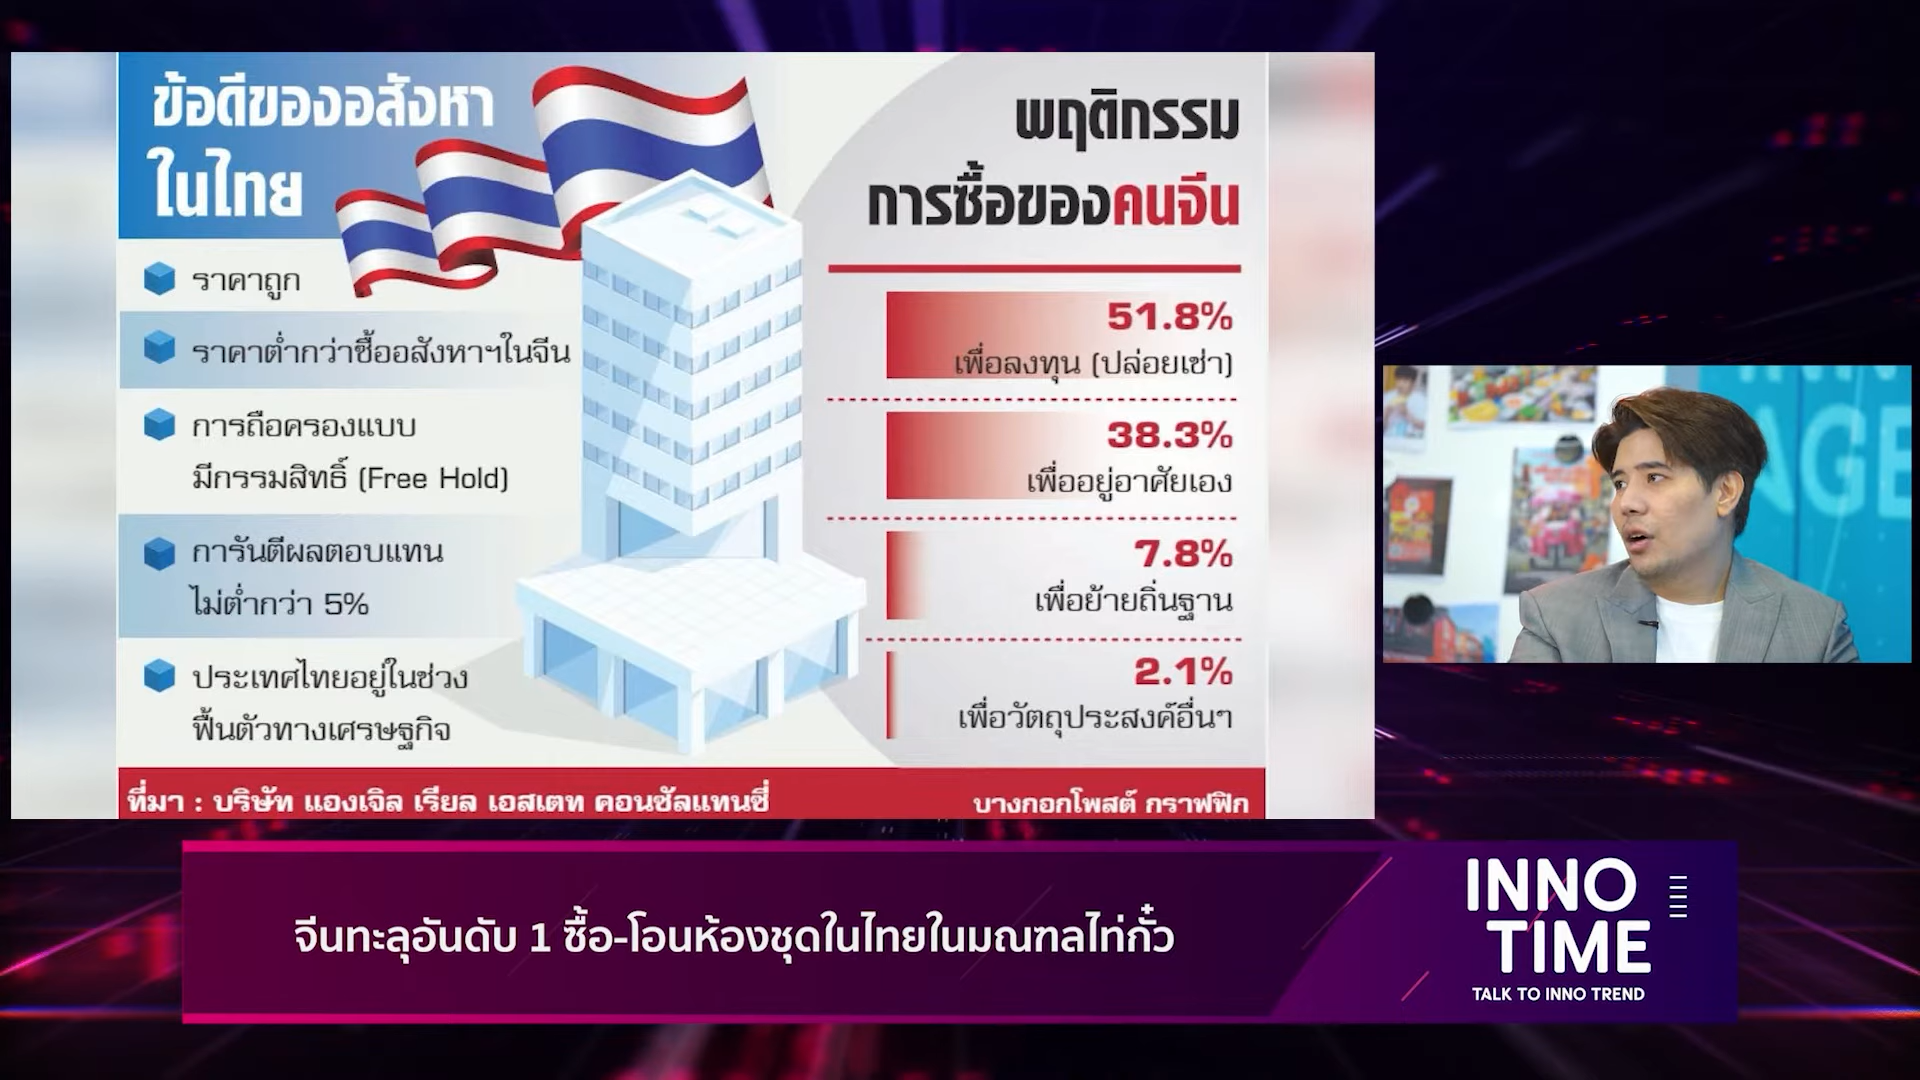 ข้อดีของอสังหา
ในไทย
ราคาถูก
ราคาต่ำกว่าซื้ออสังหาฯในจีน
การถือครองแบบ
มีกรรมสิทธิ์ (Free Hold)
การันตีผลตอบแทน
ไม่ต่ำกว่า 5%
ประเทศไทยอยู่ในช่วง
ฟื้นตัวทางเศรษฐกิจ
พฤติกรรม
การซื้อของคนจีน
51.8%
เพื่อลงทุน (ปล่อยเช่า)
38.3%
เพื่ออยู่อาศัยเอง
7.8%
เพื่อย้ายถิ่นฐาน
2.1%
เพื่อวัตถุประสงค์อื่นๆ
ที่มา : บริษัท แองเจิล เรียล เอสเตท คอนซัลแทนซี่
บางกอกโพสต์ กราฟฟิก
AGE
จีนทะลุอันดับ 1 ซื้อ-โอนห้องชุดในไทยในมณฑลไท่กั๋ว
INNO
TIME
TALK TO INNO TREND